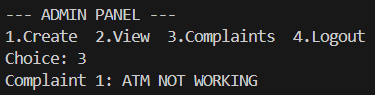 --- ADMIN PANEL ---
1.Create  2.View  3.Complaints  4.Logout
Choice: 3
Complaint 1: ATM NOT WORKING